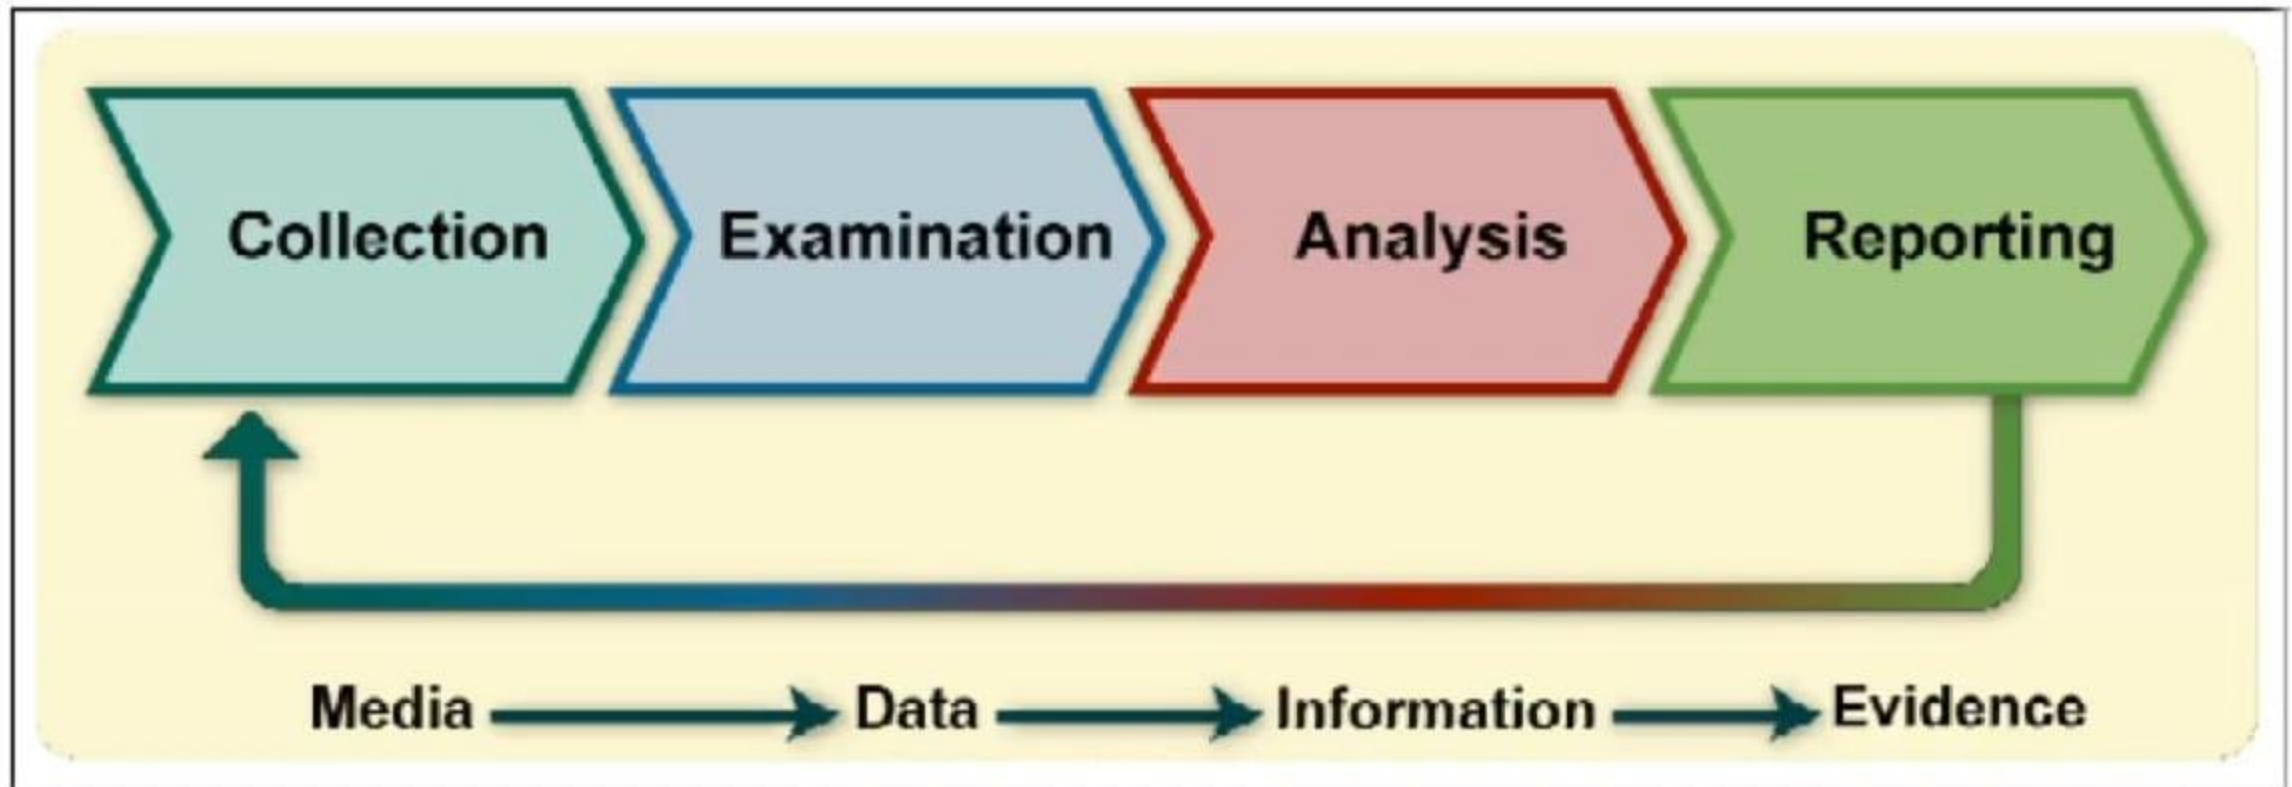 Collection Examination Analysis Reporting
Media Data Information Evidence